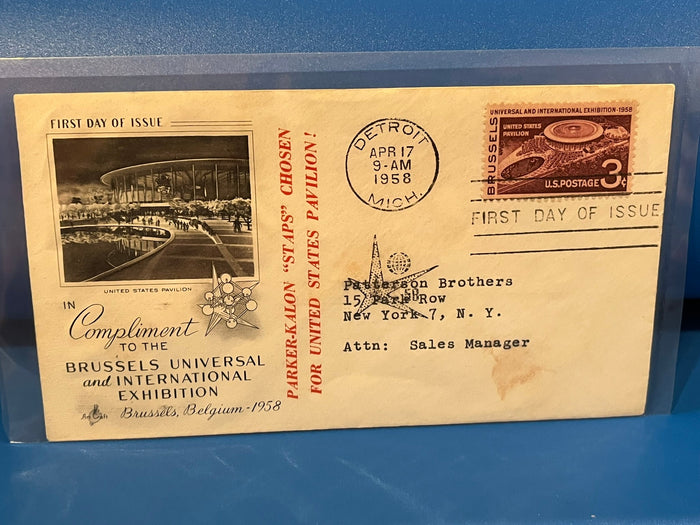 FIRST DAY OF ISSUE
UNITED STATES PAVILION
IN
Compliment
TO THE
BRUSSELS UNIVERSAL
and INTERNATIONAL
EXHIBITION
Brussels, Belgium - 1958
PARKER-KALON "STAPS" CHOSEN
FOR UNITED STATES PAVILION!
DETROIT
APR 17
9-AM
1958
MICH.
UNIVERSAL AND INTERNATIONAL EXHIBITION-1958
BRUSSELS
UNITED STATES
PAVILION
U.S. POSTAGE 3¢
FIRST DAY OF ISSUE
Patterson Brothers
15 Park Row
New York 7, N. Y.
Attn: Sales Manager